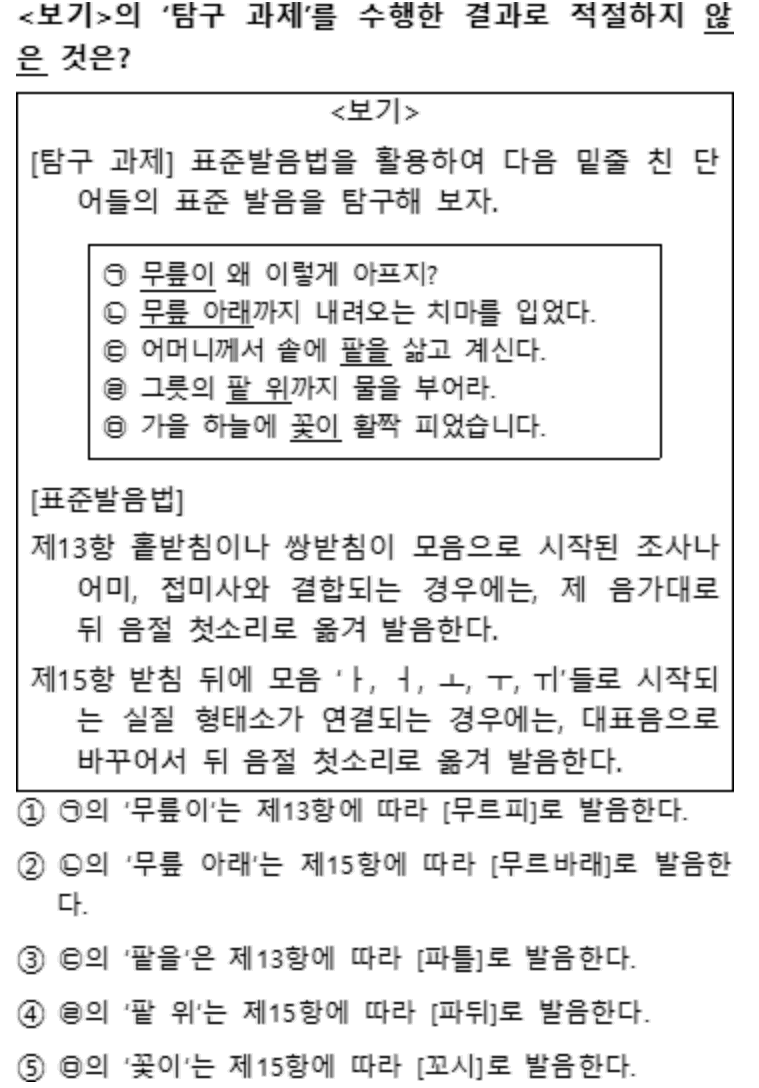 <보기>의 ‘탐구 과제’를 수행한 결과로 적절하지 않
은 것은?
<보기>
[탐구 과제] 표준발음법을 활용하여 다음 밑줄 친 단
어들의 표준 발음을 탐구해 보자.
㉠ 무릎이 왜 이렇게 아프지?
㉡ 무릎 아래까지 내려오는 치마를 입었다.
㉢ 어머니께서 솥에 팥을 삶고 계신다.
㉣ 그릇의 팥 위까지 물을 부어라.
㉤ 가을 하늘에 꽃이 활짝 피었습니다.
[표준발음법]
제13항 홑받침이나 쌍받침이 모음으로 시작된 조사나
어미, 접미사와 결합되는 경우에는, 제 음가대로
뒤 음절 첫소리로 옮겨 발음한다.
제15항 받침 뒤에 모음 ‘ㅏ, ㅓ, ㅗ, ㅜ, ㅟ’들로 시작되
는 실질 형태소가 연결되는 경우에는, 대표음으로
바꾸어서 뒤 음절 첫소리로 옮겨 발음한다.
① ㉠의 ‘무릎이’는 제13항에 따라 [무르피]로 발음한다.
② ㉡의 ‘무릎 아래’는 제15항에 따라 [무르바래]로 발음한
다.
③ ㉢의 ‘팥을’은 제13항에 따라 [파틀]로 발음한다.
④ ㉣의 ‘팥 위’는 제15항에 따라 [파뒤]로 발음한다.
⑤ ㉤의 ‘꽃이’는 제15항에 따라 [꼬시]로 발음한다.